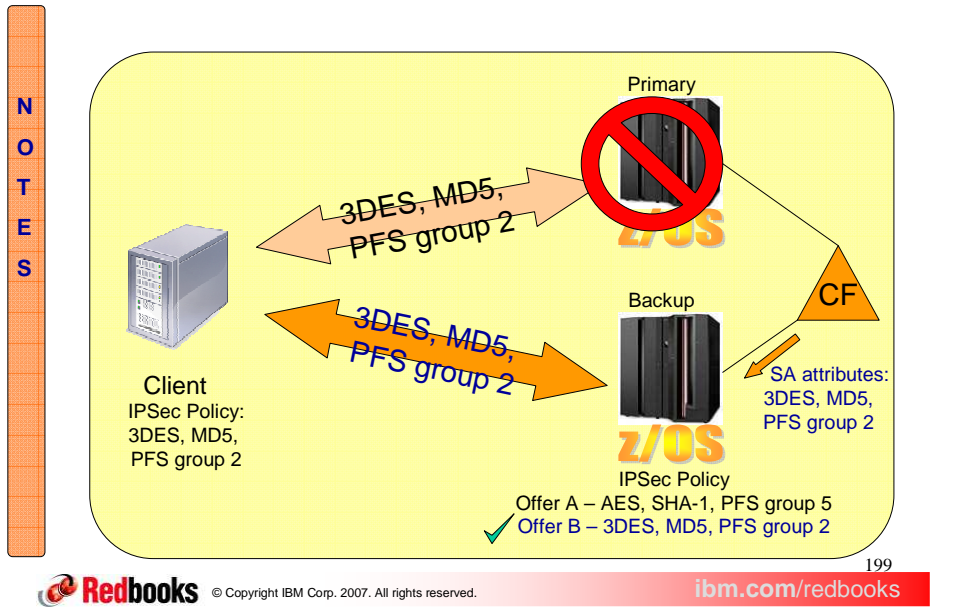 NOTES
Primary
3DES, MD5,
PFS group 2
z/OS
CF
Backup
3DES, MD5,
PFS group 2
SA attributes:
3DES, MD5,
PFS group 2
Client
IPSec Policy:
3DES, MD5,
PFS group 2
z/OS
IPSec Policy
Offer A – AES, SHA-1, PFS group 5
Offer B – 3DES, MD5, PFS group 2
199
Redbooks
© Copyright IBM Corp. 2007. All rights reserved.
ibm.com/redbooks